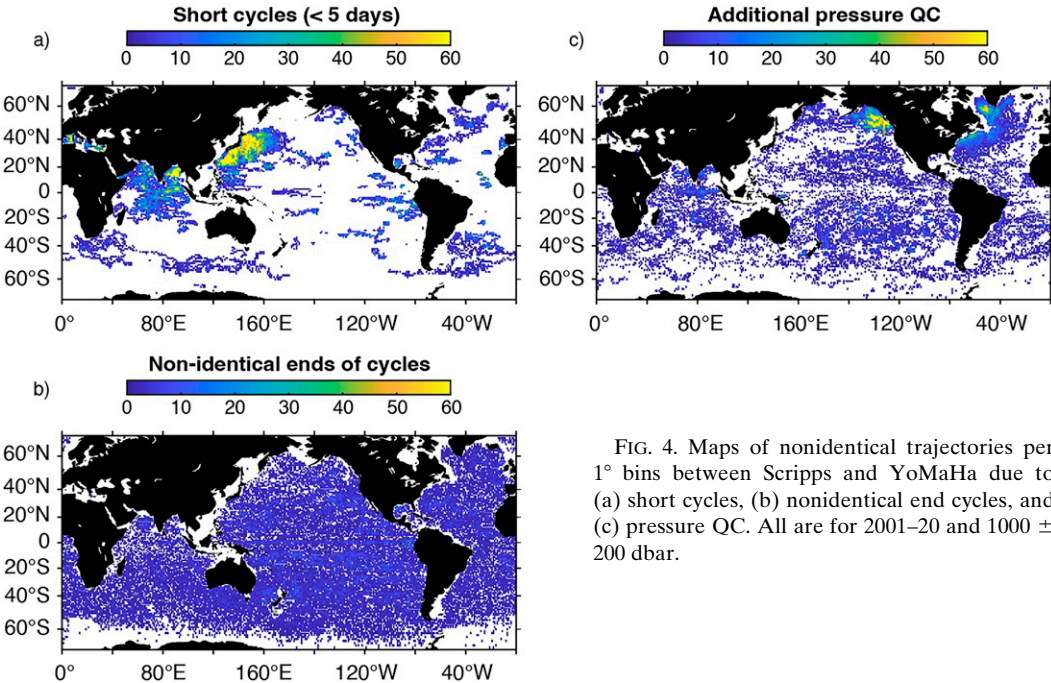 Short cycles (< 5 days)
a)
0 10 20 30 40 50 60
60°N
40°N
20°N
0
20°S
40°S
60°S
0° 80°E 160°E 120°W 40°W
Additional pressure QC
c)
0 10 20 30 40 50 60
60°N
40°N
20°N
0
20°S
40°S
60°S
0° 80°E 160°E 120°W 40°W
Non-identical ends of cycles
b)
0 10 20 30 40 50 60
60°N
40°N
20°N
0
20°S
40°S
60°S
0° 80°E 160°E 120°W 40°W
FIG. 4. Maps of nonidentical trajectories per
1° bins between Scripps and YoMaHa due to
(a) short cycles, (b) nonidentical end cycles, and
(c) pressure QC. All are for 2001–20 and 1000 ±
200 dbar.